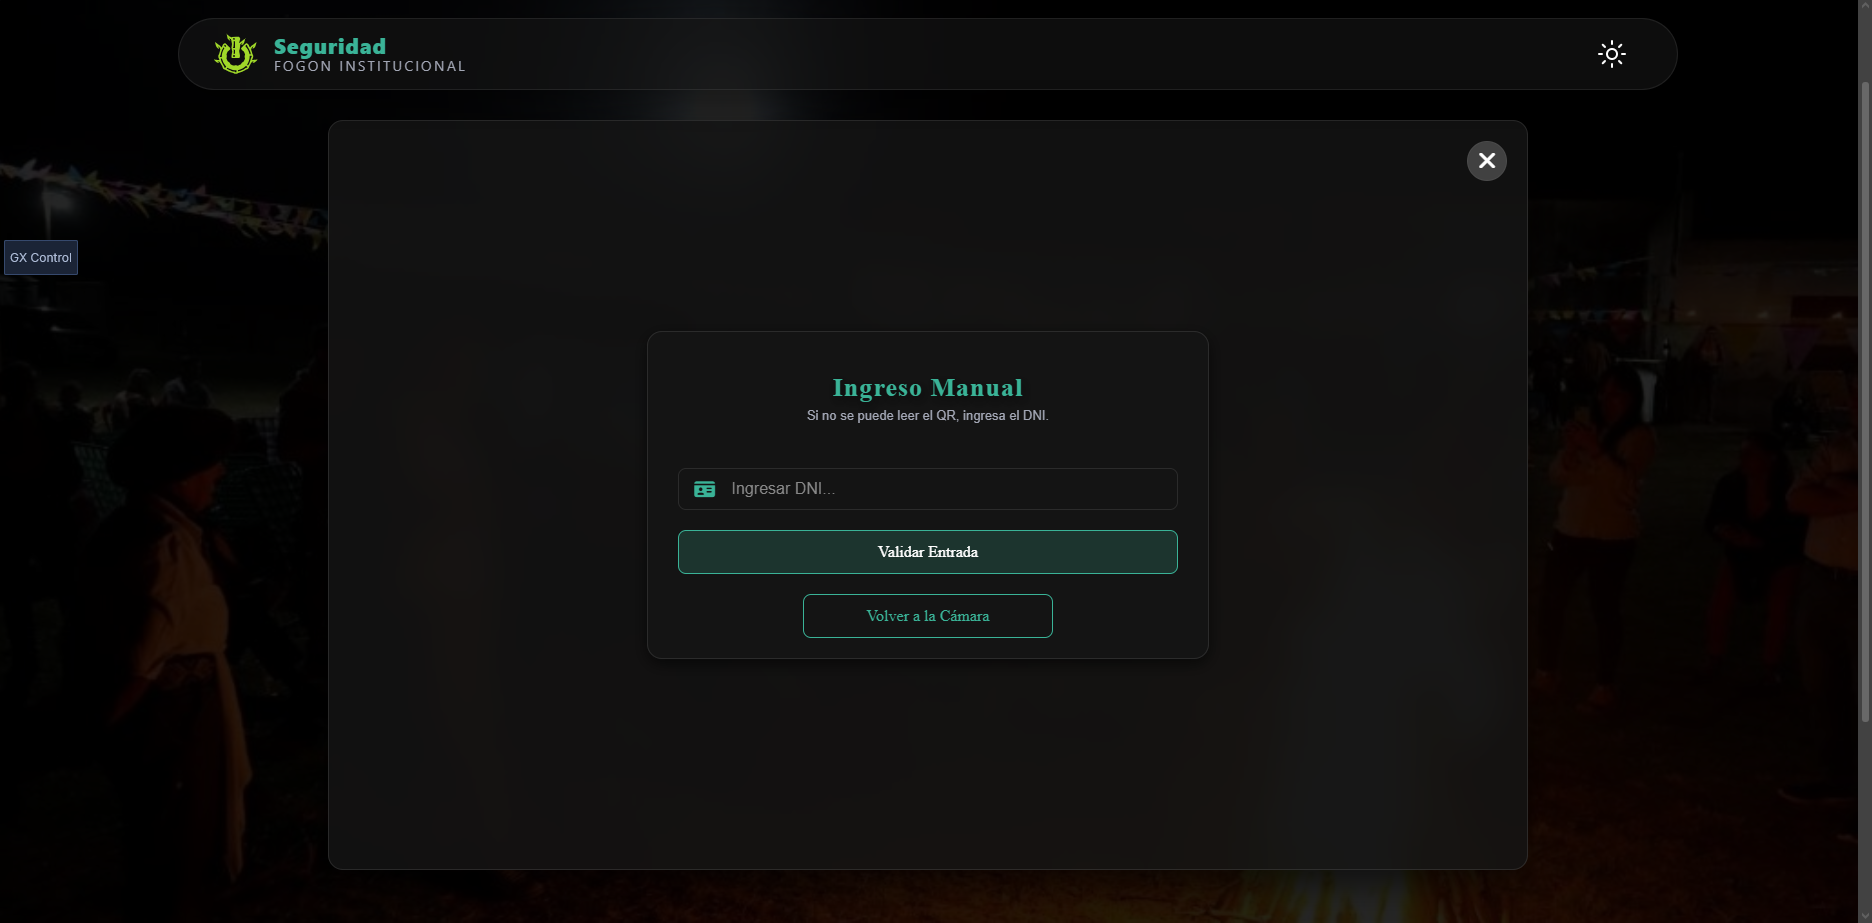 Seguridad
FOGON INSTITUCIONAL
GX Control
Ingreso Manual
Si no se puede leer el QR, ingresa el DNI.
Ingresar DNI...
Validar Entrada
Volver a la Cámara